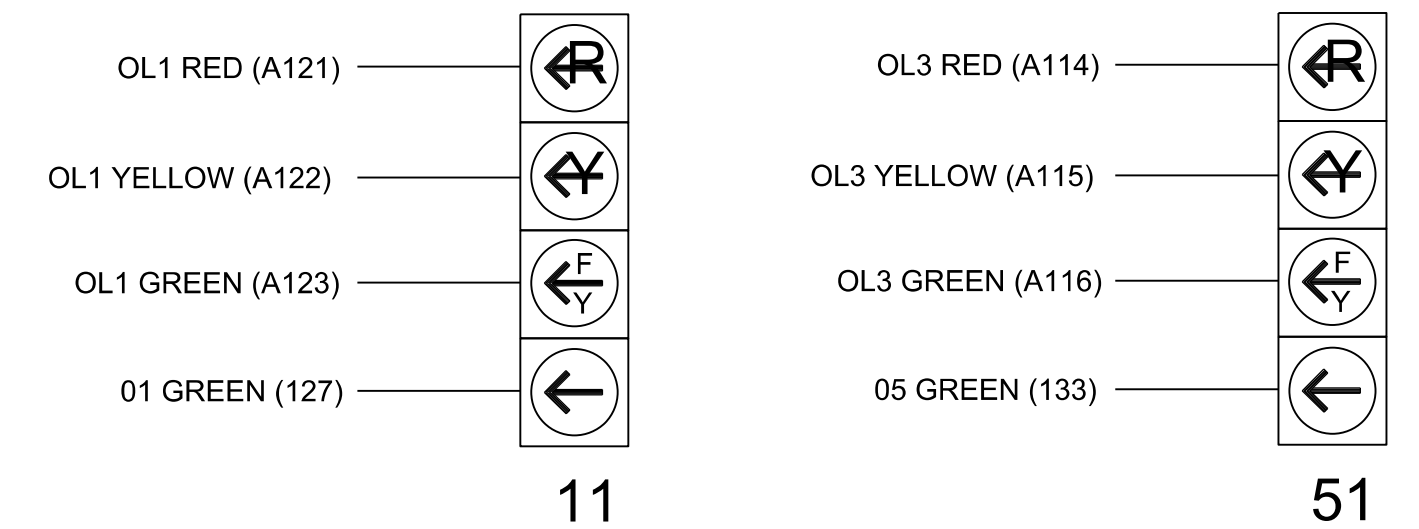 OL1 RED (A121)
R
OL1 YELLOW (A122)
Y
OL1 GREEN (A123)
F
Y
01 GREEN (127)
11
OL3 RED (A114)
R
OL3 YELLOW (A115)
Y
OL3 GREEN (A116)
F
Y
05 GREEN (133)
51